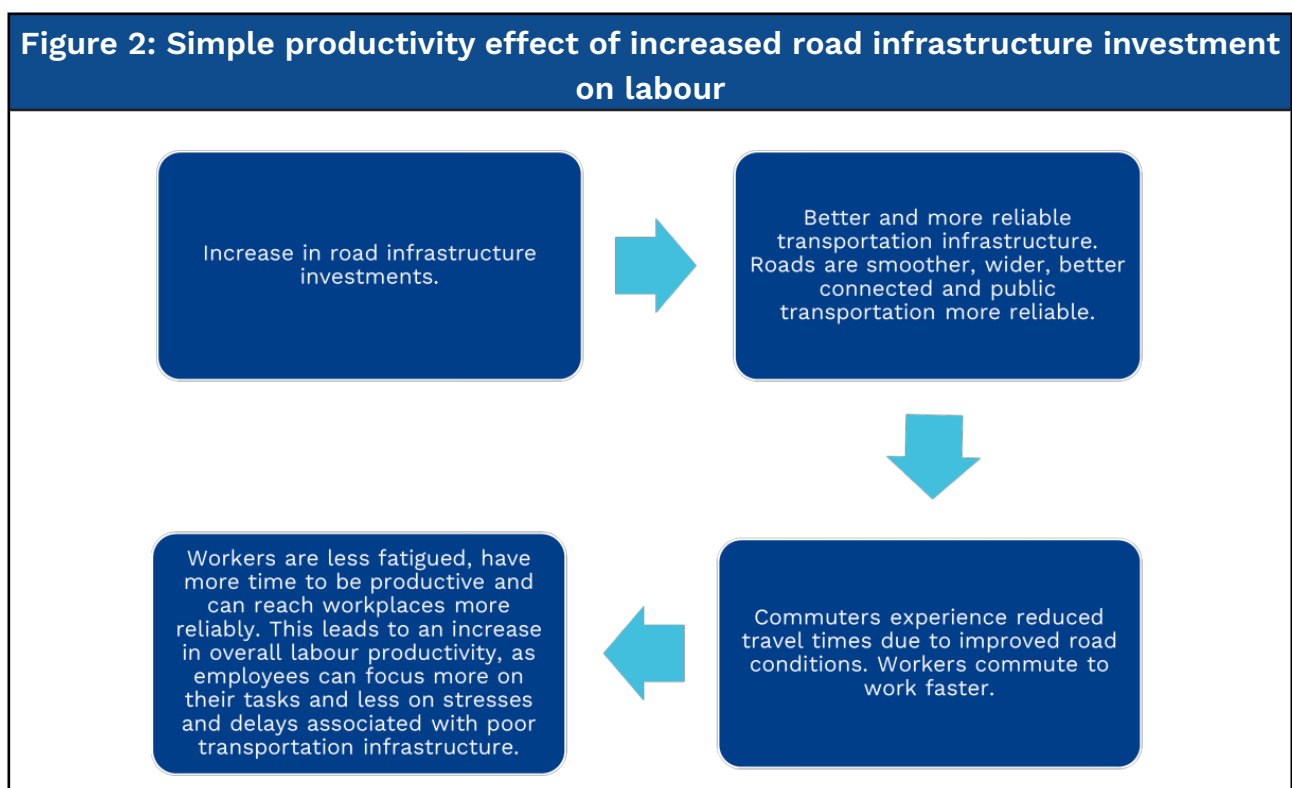 Figure 2: Simple productivity effect of increased road infrastructure investment
on labour
Increase in road infrastructure
investments.
Better and more reliable
transportation infrastructure.
Roads are smoother, wider, better
connected and public
transportation more reliable.
Commuters experience reduced
travel times due to improved road
conditions. Workers commute to
work faster.
Workers are less fatigued, have
more time to be productive and
can reach workplaces more
reliably. This leads to an increase
in overall labour productivity, as
employees can focus more on
their tasks and less on stresses
and delays associated with poor
transportation infrastructure.